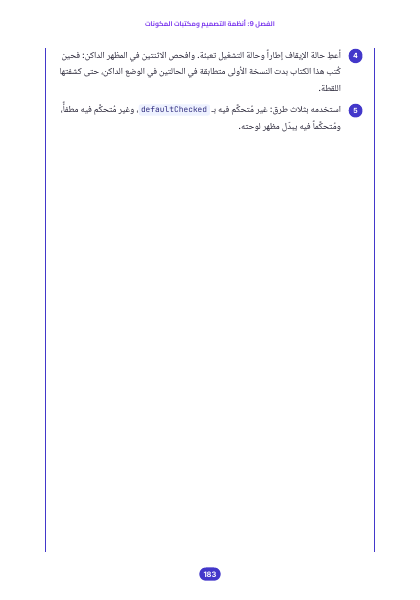 الفصل 9: أنظمة التصميم ومكتبات المكونات
4 أعطِ حالة الإيقاف إطاراً وحالة التشغيل تعبئة. وافحص الاثنتين في المظهر الداكن: فحين
كُتب هذا الكتاب بدت النسخة الأولى متطابقة في الحالتين في الوضع الداكن، حتى كشفتها
اللقطة.
5 استخدمه بثلاث طرق: غير مُتحكَّم فيه بـ defaultChecked، وغير مُتحكَّم فيه مطفأً،
ومُتحكَّماً فيه يبدّل مظهر لوحته.
183